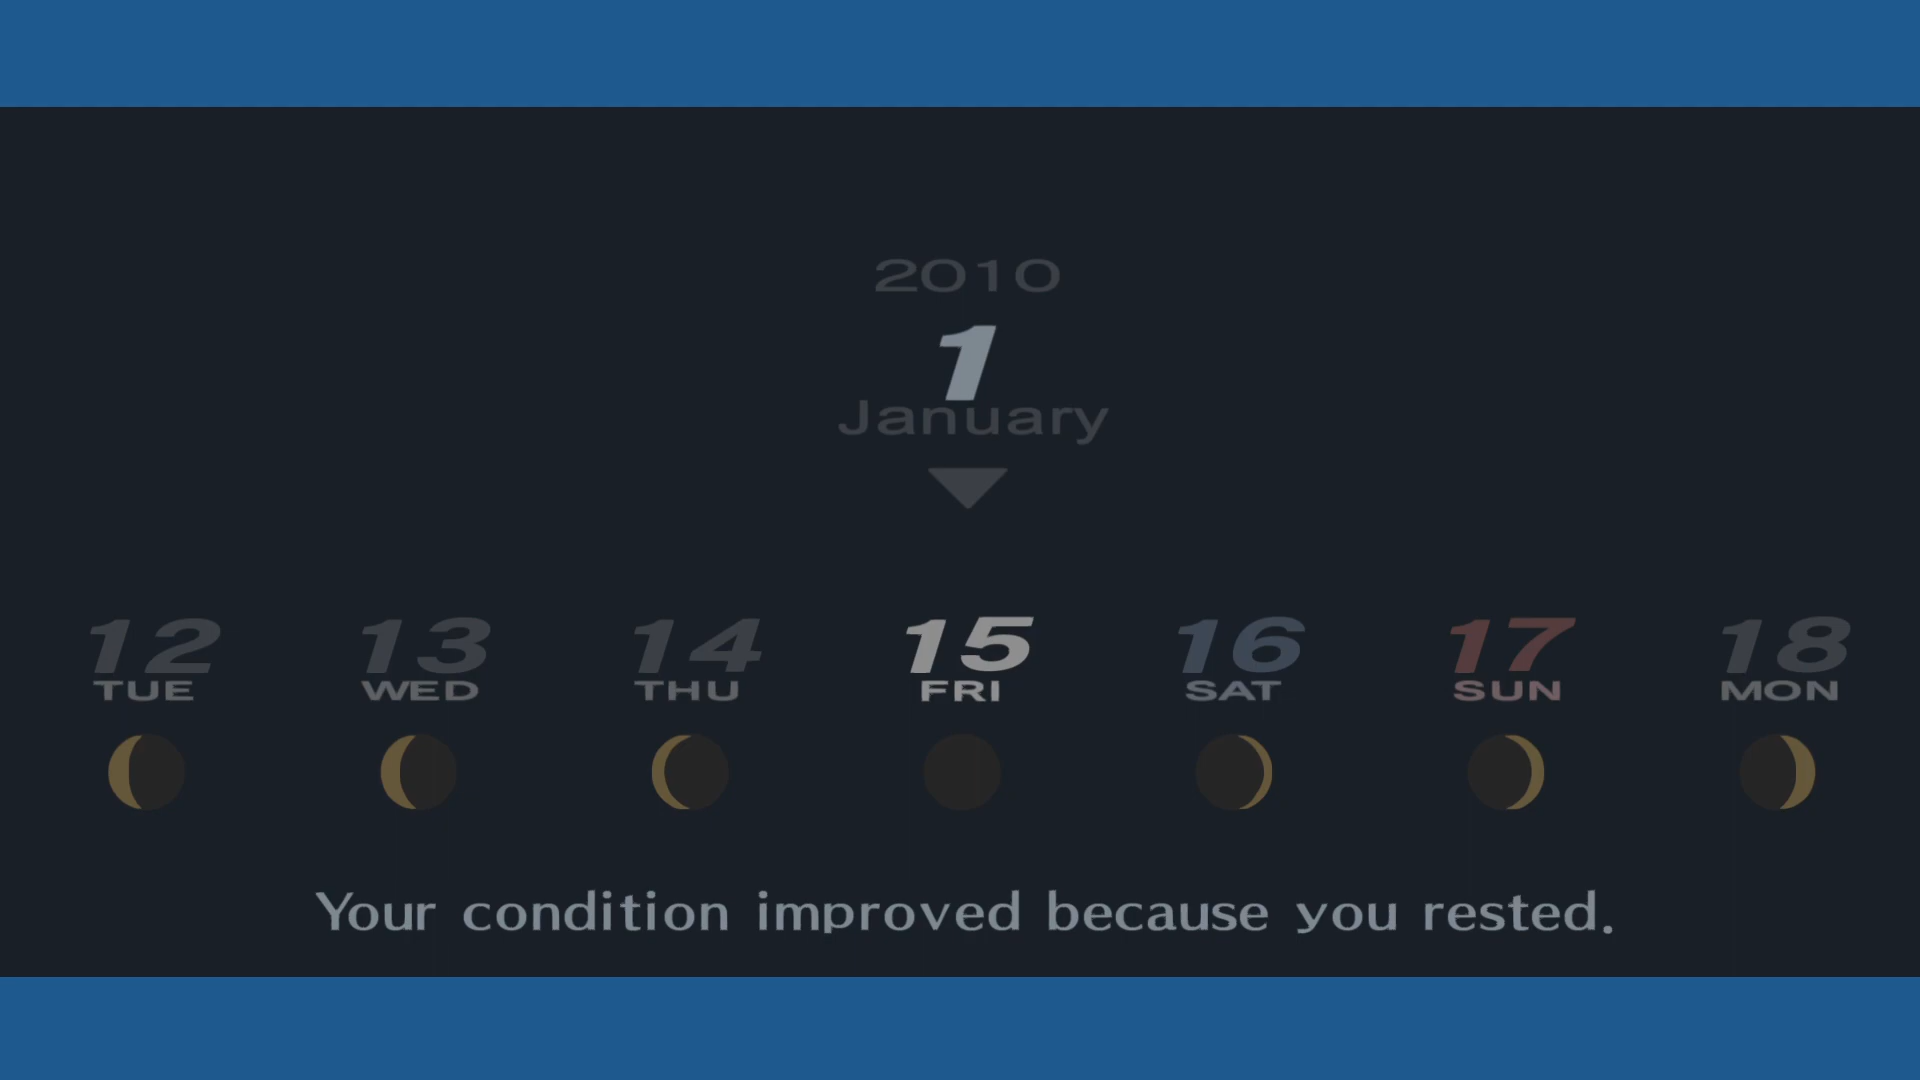 2010
1
January
12 13 14 15 16 17 18
TUE WED THU FRI SAT SUN MON
Your condition improved because you rested.